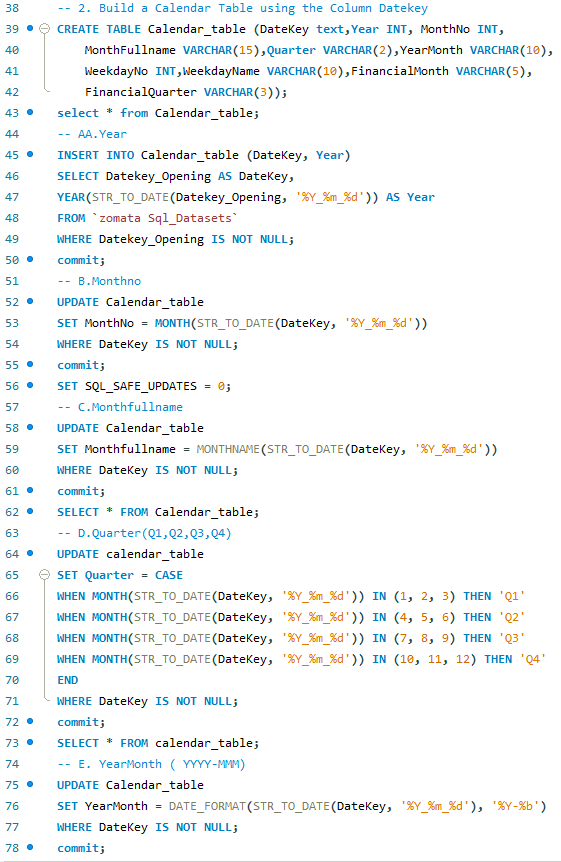 38 -- 2. Build a Calendar Table using the Column Datekey
39 CREATE TABLE Calendar_table (DateKey text,Year INT, MonthNo INT,
40 MonthFullname VARCHAR(15),Quarter VARCHAR(2),YearMonth VARCHAR(10),
41 WeekdayNo INT,WeekdayName VARCHAR(10),FinancialMonth VARCHAR(5),
42 FinancialQuarter VARCHAR(3));
43 select * from Calendar_table;
44 -- AA.Year
45 INSERT INTO Calendar_table (DateKey, Year)
46 SELECT Datekey_Opening AS DateKey,
47 YEAR(STR_TO_DATE(Datekey_Opening, '%Y_%m_%d')) AS Year
48 FROM `zomata Sql_Datasets`
49 WHERE Datekey_Opening IS NOT NULL;
50 commit;
51 -- B.Monthno
52 UPDATE Calendar_table
53 SET MonthNo = MONTH(STR_TO_DATE(DateKey, '%Y_%m_%d'))
54 WHERE DateKey IS NOT NULL;
55 commit;
56 SET SQL_SAFE_UPDATES = 0;
57 -- C.Monthfullname
58 UPDATE Calendar_table
59 SET Monthfullname = MONTHNAME(STR_TO_DATE(DateKey, '%Y_%m_%d'))
60 WHERE DateKey IS NOT NULL;
61 commit;
62 SELECT * FROM Calendar_table;
63 -- D.Quarter(Q1,Q2,Q3,Q4)
64 UPDATE calendar_table
65 SET Quarter = CASE
66 WHEN MONTH(STR_TO_DATE(DateKey, '%Y_%m_%d')) IN (1, 2, 3) THEN 'Q1'
67 WHEN MONTH(STR_TO_DATE(DateKey, '%Y_%m_%d')) IN (4, 5, 6) THEN 'Q2'
68 WHEN MONTH(STR_TO_DATE(DateKey, '%Y_%m_%d')) IN (7, 8, 9) THEN 'Q3'
69 WHEN MONTH(STR_TO_DATE(DateKey, '%Y_%m_%d')) IN (10, 11, 12) THEN 'Q4'
70 END
71 WHERE DateKey IS NOT NULL;
72 commit;
73 SELECT * FROM calendar_table;
74 -- E. YearMonth ( YYYY-MMM)
75 UPDATE Calendar_table
76 SET YearMonth = DATE_FORMAT(STR_TO_DATE(DateKey, '%Y_%m_%d'), '%Y-%b')
77 WHERE DateKey IS NOT NULL;
78 commit;